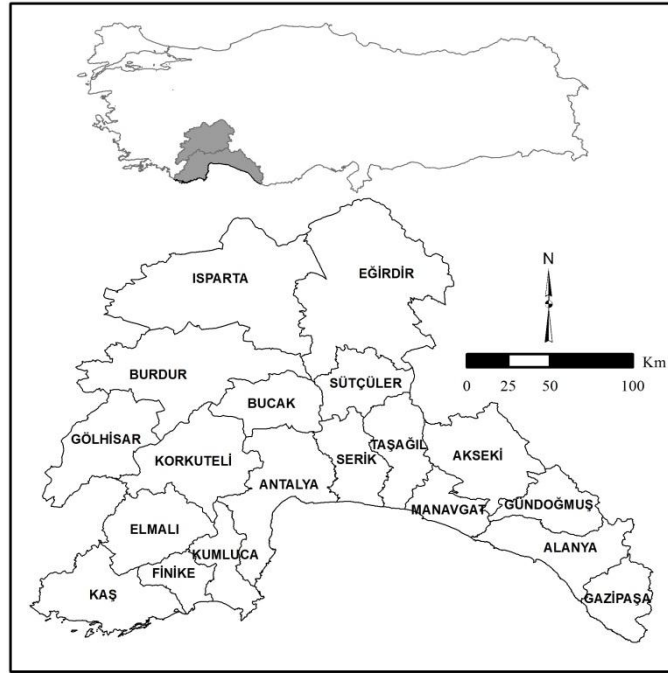 N
ISPARTA
EĞİRDİR
Km
0 25 50 100
BURDUR
SÜTÇÜLER
BUCAK
GÖLHİSAR
TAŞAĞIL
AKSEKİ
KORKUTELİ
SERİK
ANTALYA
GÜNDOĞMUŞ
MANAVGAT
ELMALI
KUMLUCA
ALANYA
FİNİKE
KAŞ
GAZİPAŞA